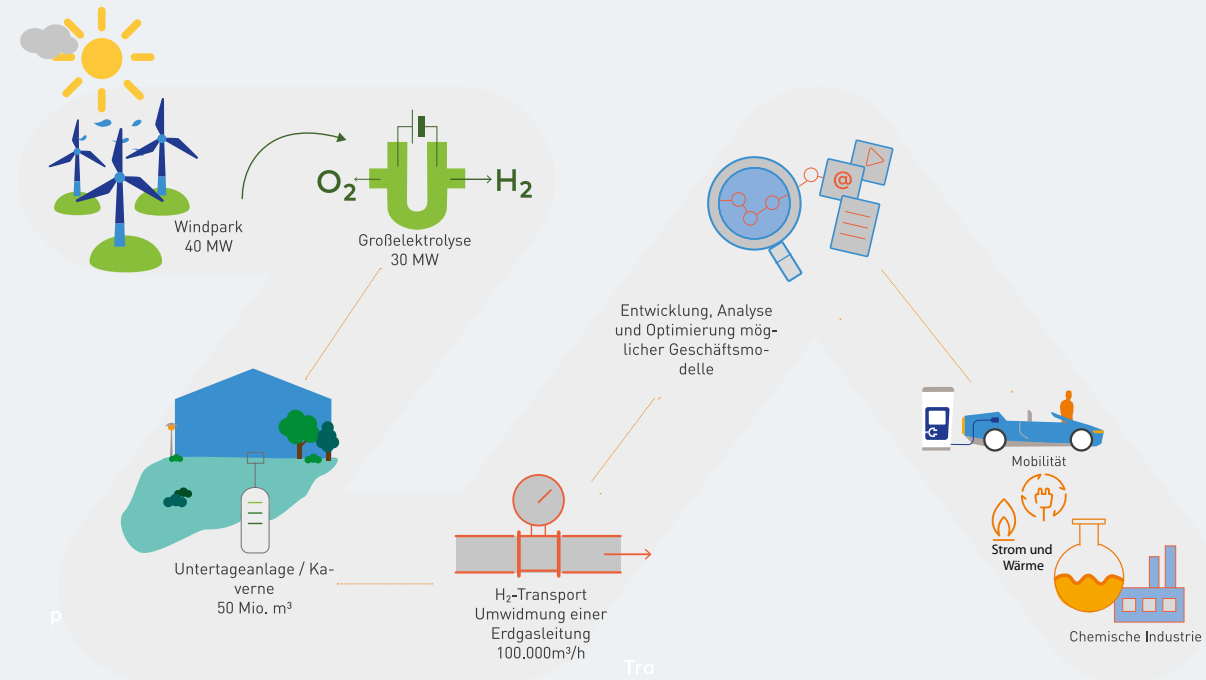 O₂
H₂
Windpark
40 MW
Großelektrolyse
30 MW
@
Entwicklung, Analyse
und Optimierung mög-
licher Geschäftsmo-
delle
Untertageanlage / Ka-
verne
50 Mio. m³
H₂-Transport
Umwidmung einer
Erdgasleitung
100.000m³/h
Mobilität
Strom und
Wärme
Chemische Industrie
P
Tra